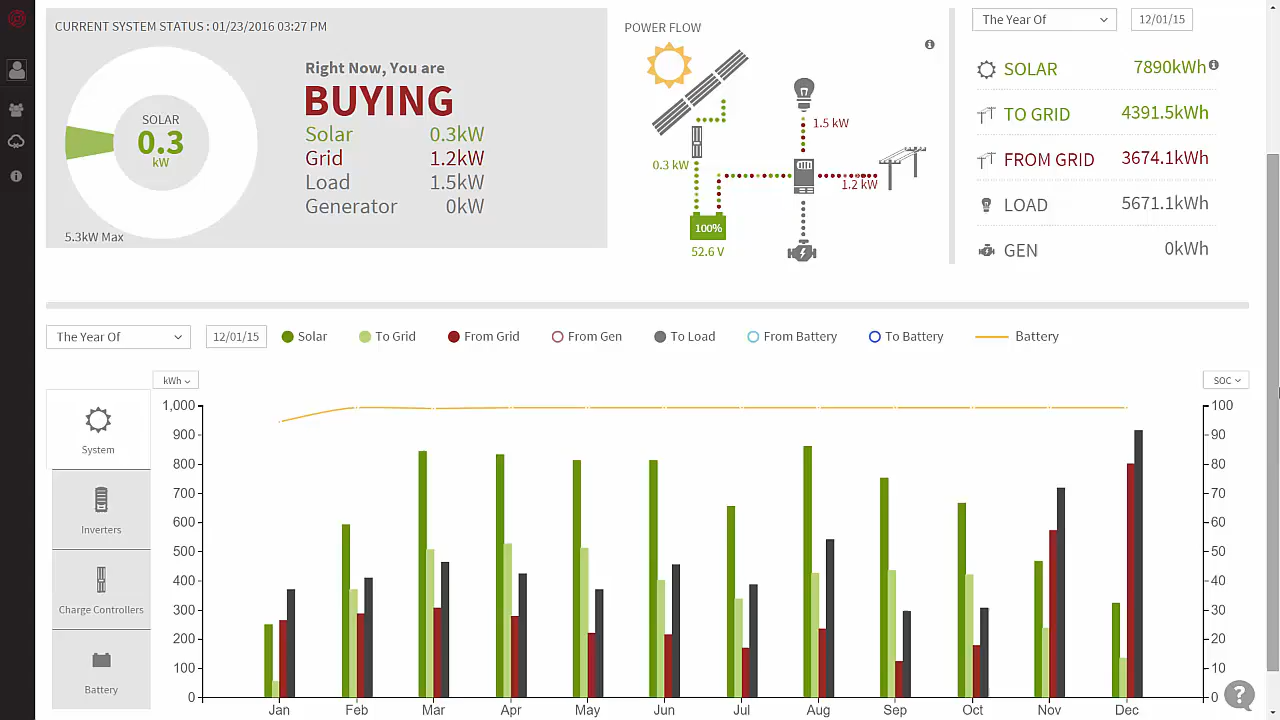 CURRENT SYSTEM STATUS : 01/23/2016 03:27 PM
SOLAR
0.3
kW
5.3kW Max
Right Now, You are
BUYING
Solar 0.3kW
Grid 1.2kW
Load 1.5kW
Generator 0kW
POWER FLOW
1.5 kW
0.3 kW
1.2 kW
100%
52.6 V
The Year Of 12/01/15
SOLAR 7890kWh
TO GRID 4391.5kWh
FROM GRID 3674.1kWh
LOAD 5671.1kWh
GEN 0kWh
The Year Of 12/01/15 Solar To Grid From Grid From Gen To Load From Battery To Battery Battery
System
Inverters
Charge Controllers
Battery
kWh
1,000
900
800
700
600
500
400
300
200
100
0
SOC
100
90
80
70
60
50
40
30
20
10
0
Jan Feb Mar Apr May Jun Jul Aug Sep Oct Nov Dec
?